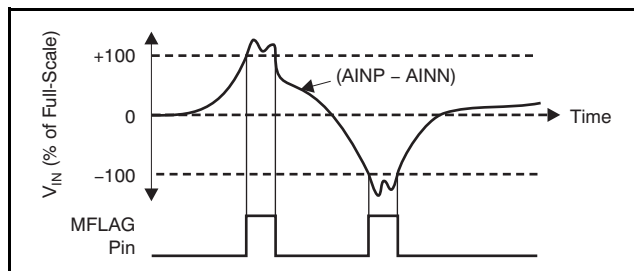 +100
V_IN (% of Full-Scale)
(AINP – AINN)
0
Time
–100
MFLAG
Pin